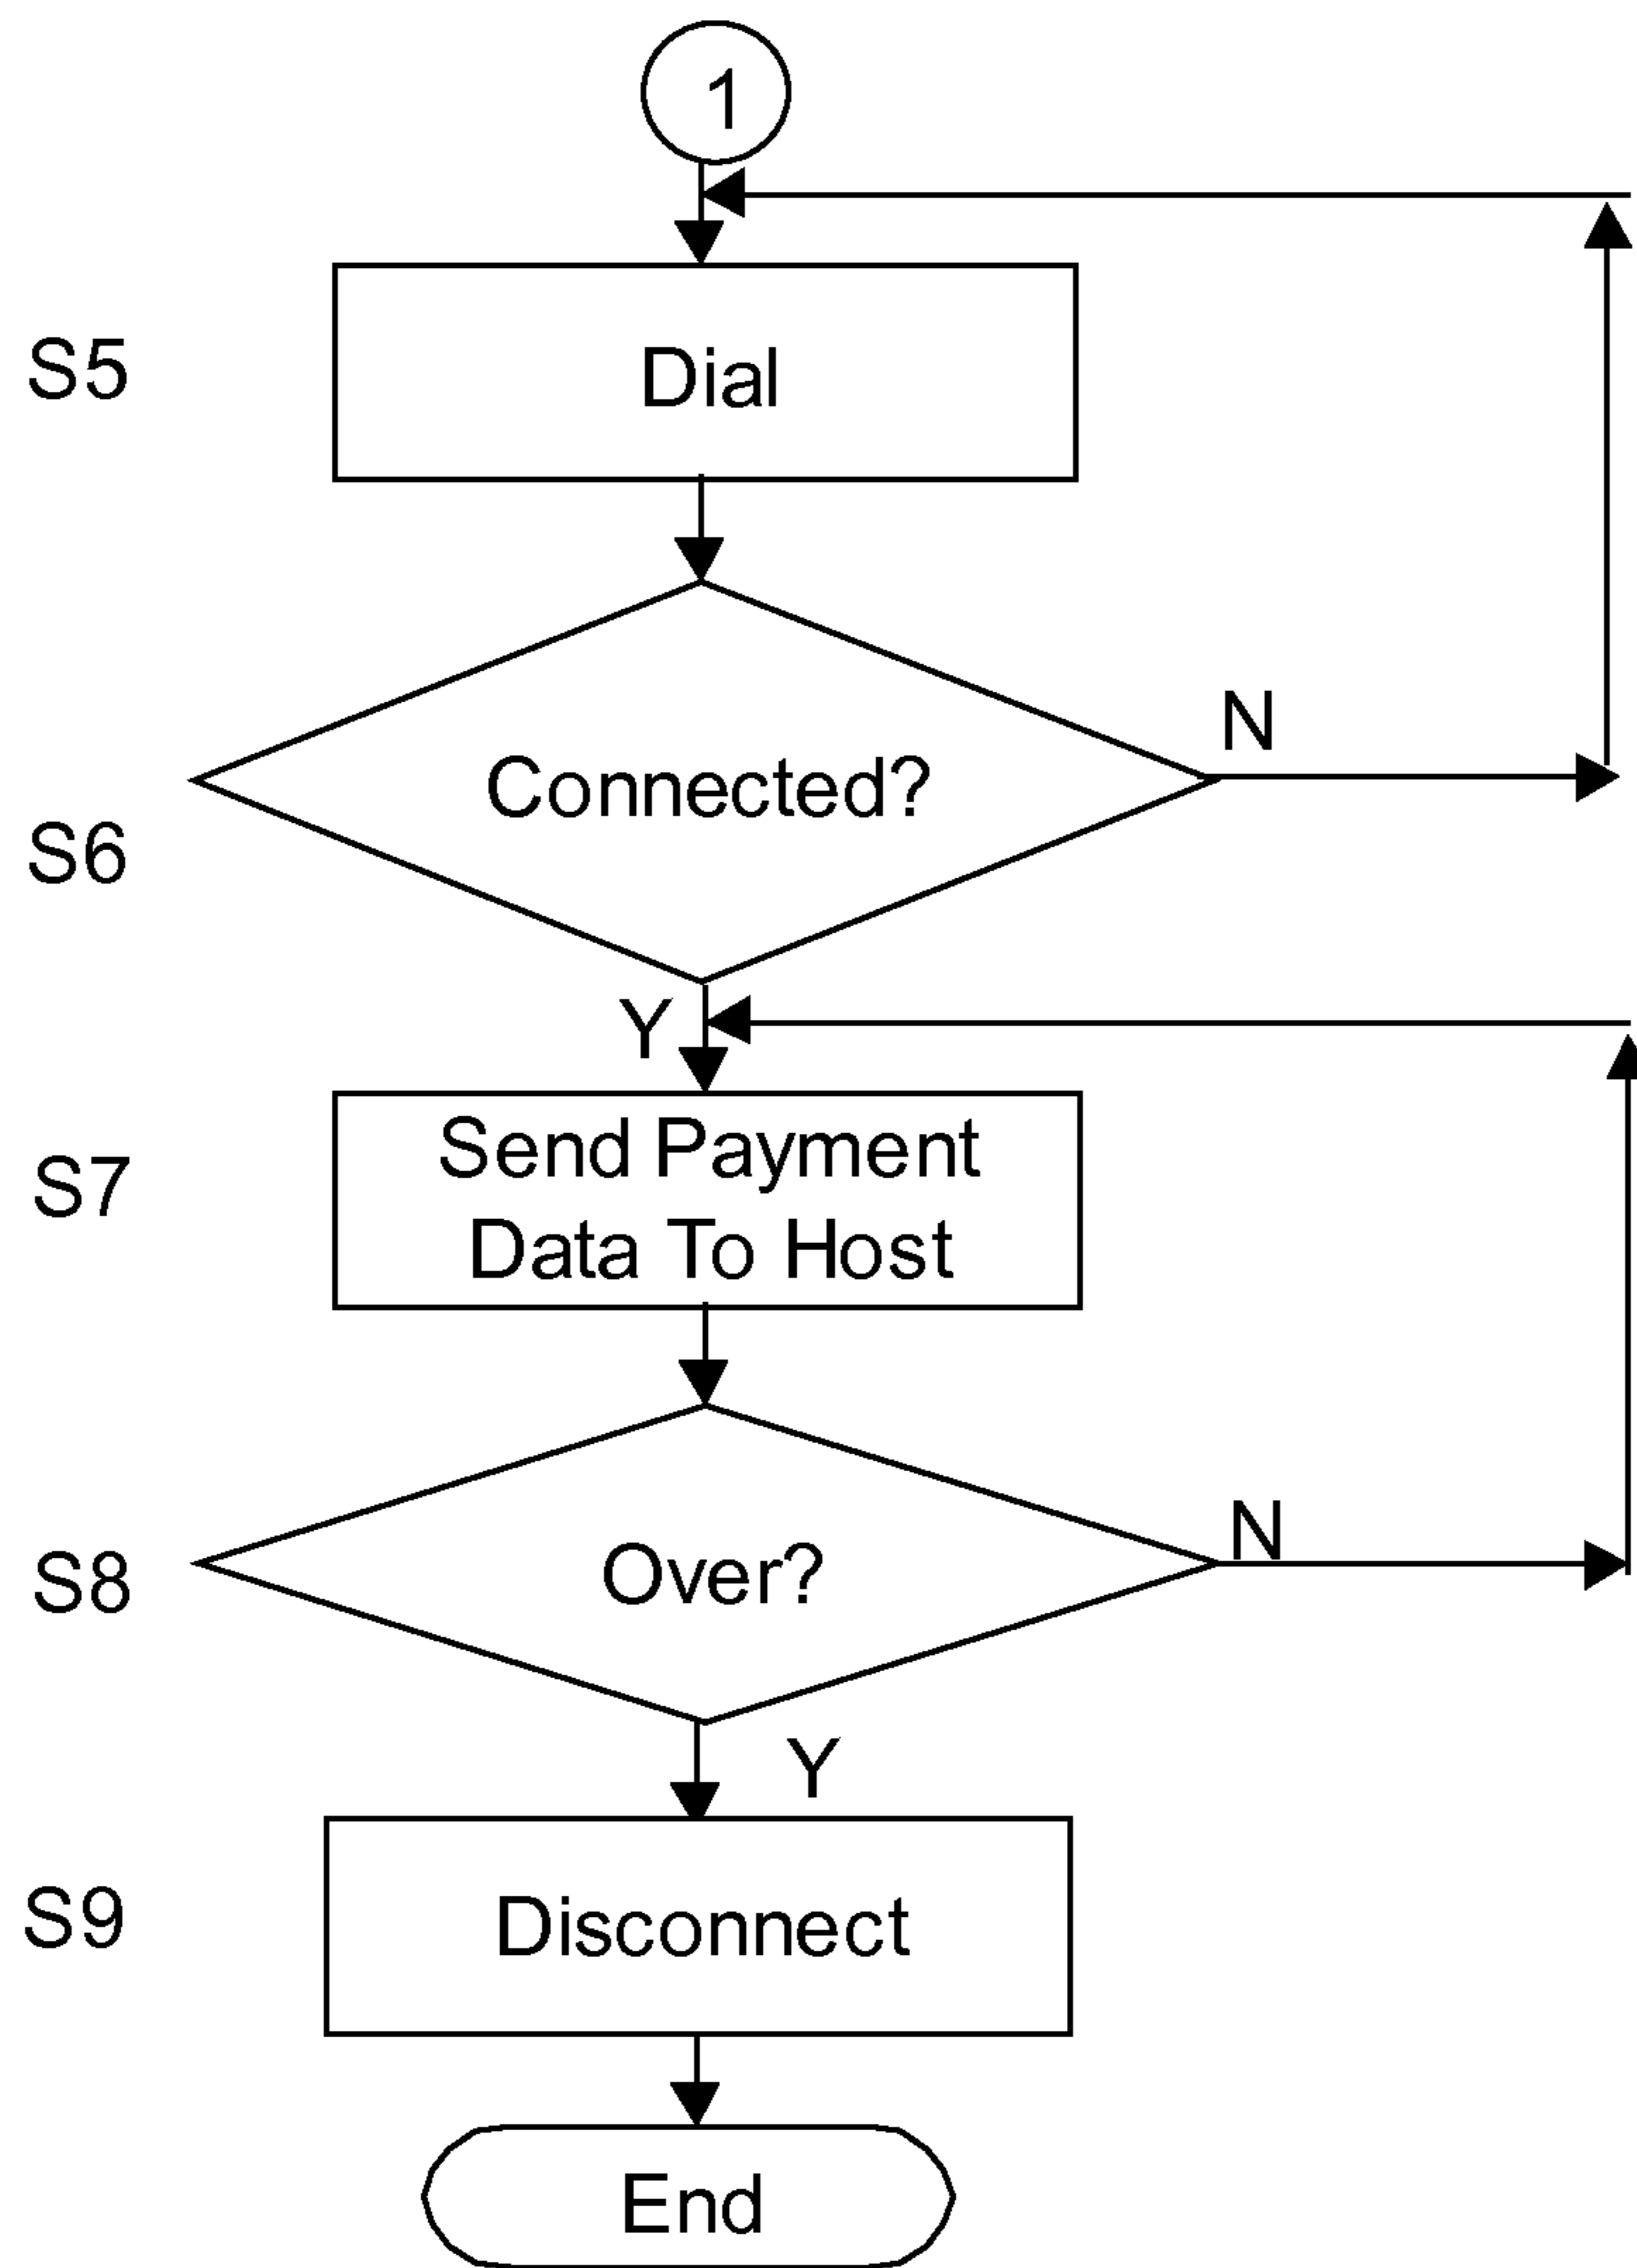 1
S5
Dial
N
Connected?
S6
Y
Send Payment
S7
Data To Host
N
S8
Over?
Y
S9
Disconnect
End